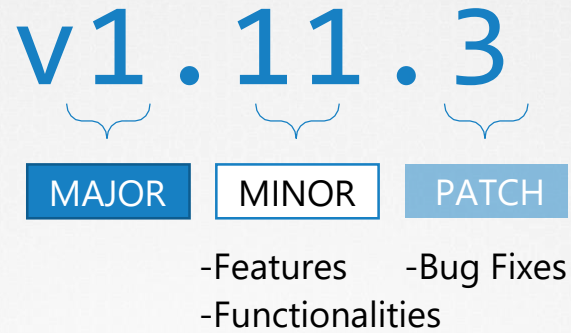 v1.11.3
MAJOR MINOR PATCH
-Features -Bug Fixes
-Functionalities